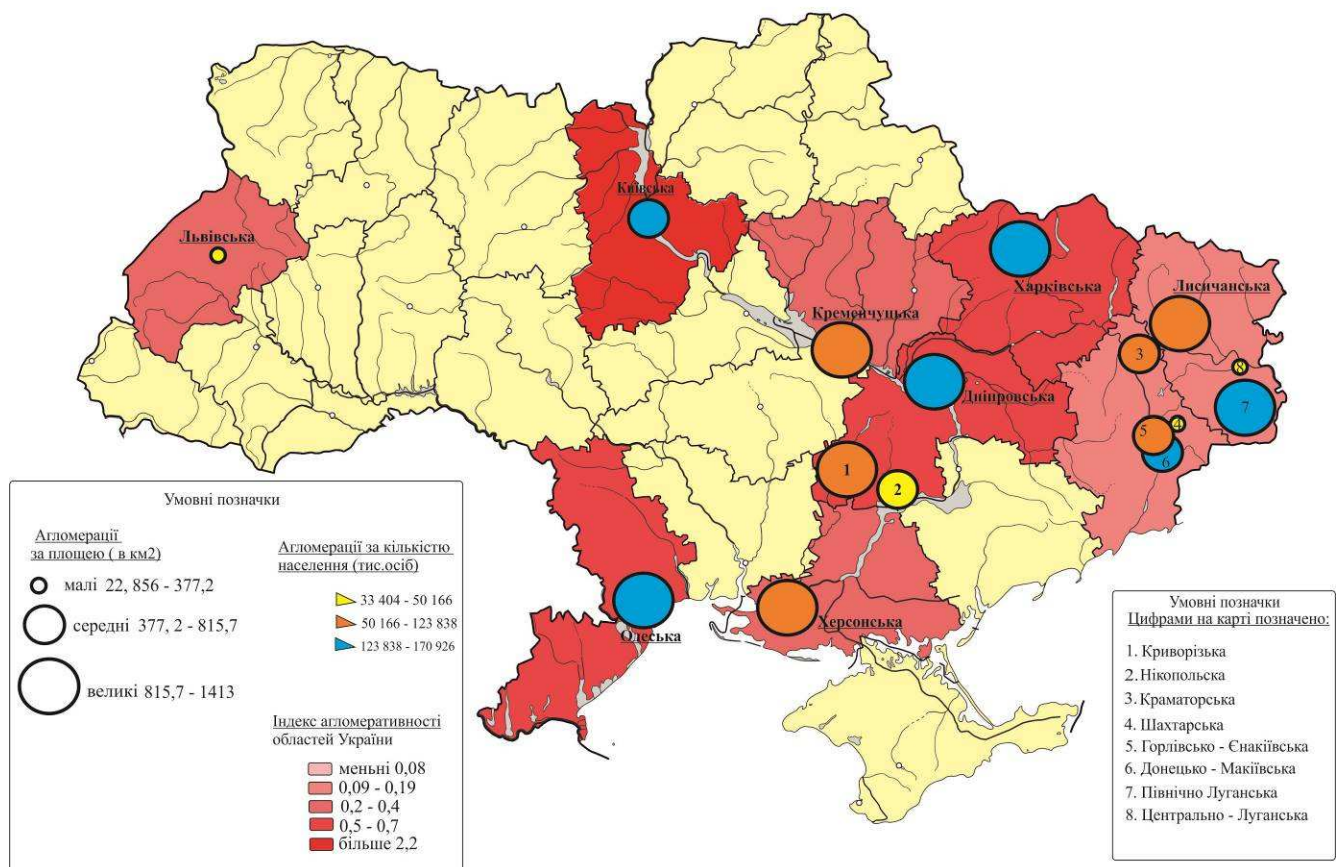 Київська
Львівська
Харківська
Лисичанська
Кременчуцька
3
8
Дніпровська
7
4
5
6
1
2
Херсонська
Одеська
Умовні позначки
Агломерації
за площею ( в км2)
малі 22, 856 - 377,2
середні 377, 2 - 815,7
великі 815,7 - 1413
Агломерації за кількістю
населення (тис.осіб)
33 404 - 50 166
50 166 - 123 838
123 838 - 170 926
Індекс агломеративності
областей України
меньні 0,08
0,09 - 0,19
0,2 - 0,4
0,5 - 0,7
більше 2,2
Умовні позначки
Цифрами на карті позначено:
1. Криворізька
2. Нікопольска
3. Краматорська
4. Шахтарська
5. Горлівсько - Єнакіївська
6. Донецько - Макіївська
7. Північно Луганська
8. Центрально - Луганська